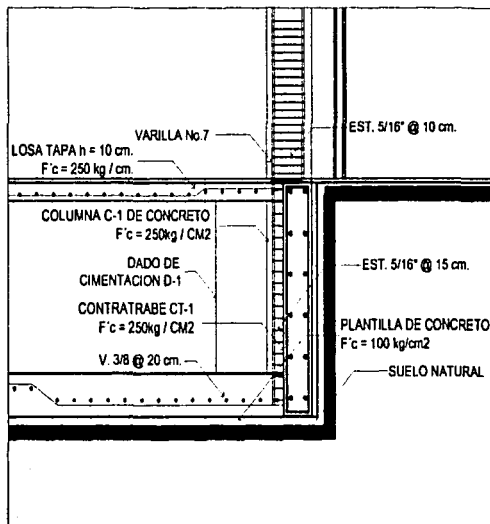 VARILLA No.7
EST. 5/16" @ 10 cm.
LOSA TAPA h = 10 cm.
F´c = 250 kg / cm.
COLUMNA C-1 DE CONCRETO
F´c = 250kg / CM2
DADO DE
CIMENTACION D-1
EST. 5/16" @ 15 cm.
CONTRATRABE CT-1
F´c = 250kg / CM2
PLANTILLA DE CONCRETO
F´c = 100 kg/cm2
V. 3/8 @ 20 cm.
SUELO NATURAL